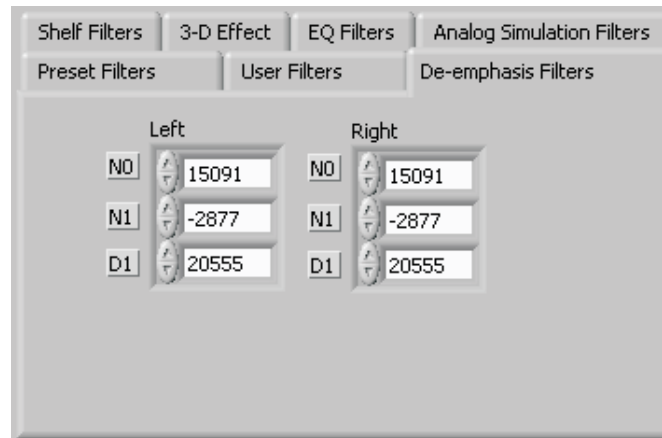 Shelf Filters 3-D Effect EQ Filters Analog Simulation Filters
Preset Filters User Filters De-emphasis Filters
Left Right
N0 15091 N0 15091
N1 -2877 N1 -2877
D1 20555 D1 20555